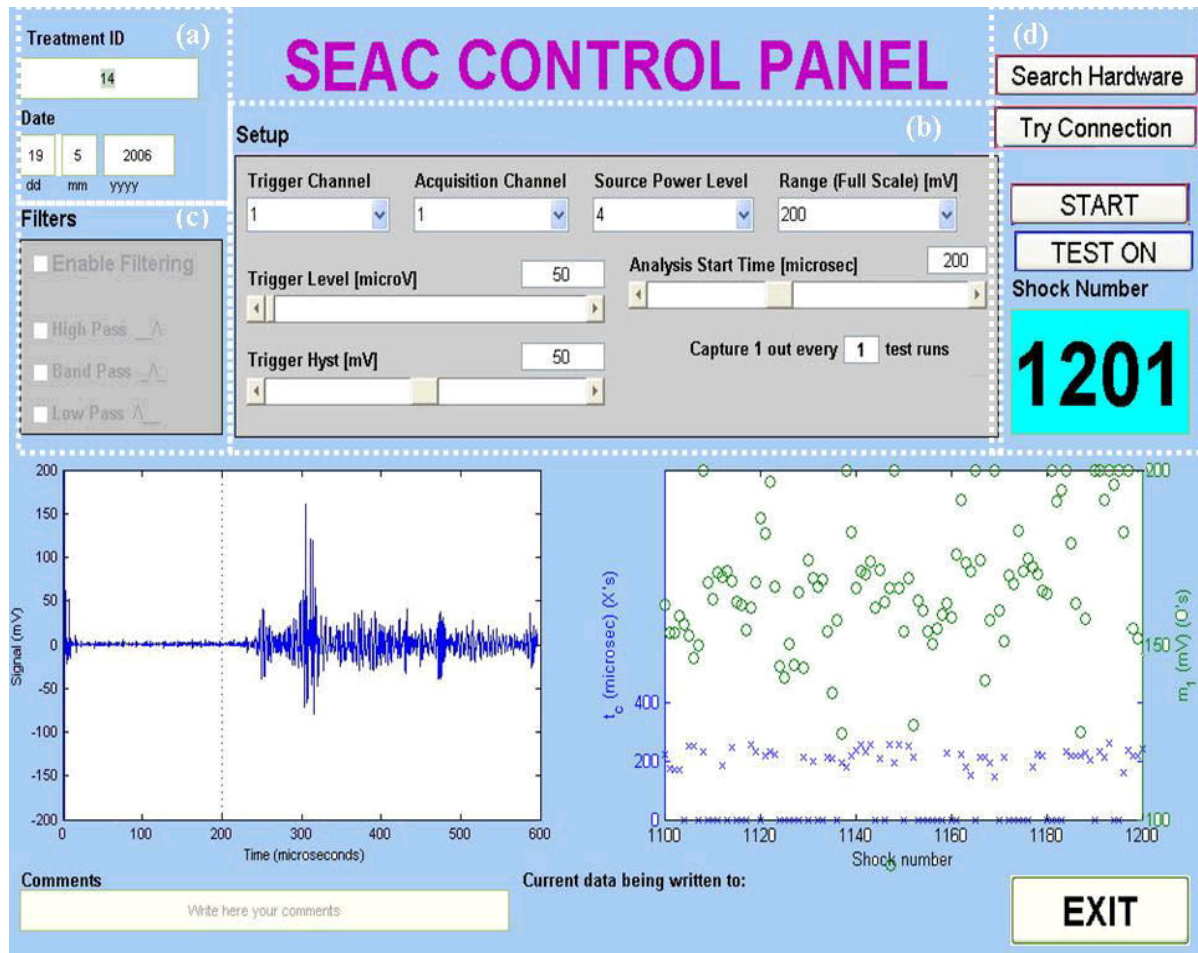 Treatment ID
(a)
14
Date
19 5 2006
dd mm yyyy
SEAC CONTROL PANEL
(d)
Search Hardware
Try Connection
START
TEST ON
Shock Number
1201
Setup
(b)
Trigger Channel Acquisition Channel Source Power Level Range (Full Scale) [mV]
1 1 4 200
Trigger Level [microV] 50
Analysis Start Time [microsec] 200
Trigger Hyst [mV] 50
Capture 1 out every 1 test runs
Filters
(c)
Enable Filtering
High Pass __/\
Band Pass _/\_
Low Pass /\__
200
150
100
50
0
-50
-100
-150
-200
Signal (mV)
0 100 200 300 400 500 600
Time (microseconds)
400
200
0
t_c (microsec) (X's)
200
150
100
m_1 (mV) (O's)
1100 1120 1140 1160 1180 1200
Shock number
Comments
Write here your comments
Current data being written to:
EXIT